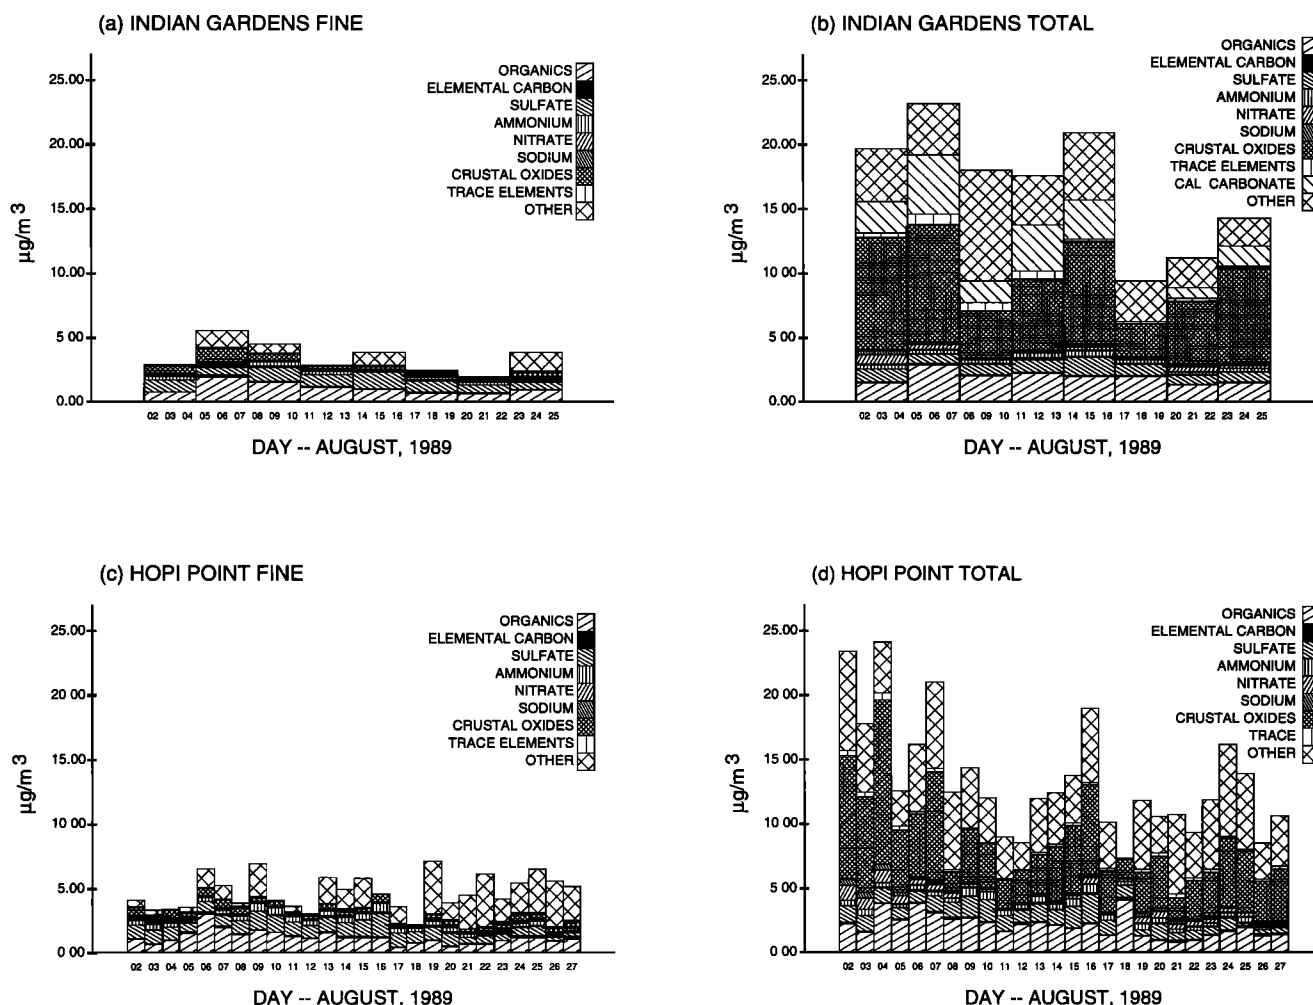 (a) INDIAN GARDENS FINE
25.00
20.00
15.00
10.00
5 00
0.00
µg/m 3
ORGANICS
ELEMENTAL CARBON
SULFATE
AMMONIUM
NITRATE
SODIUM
CRUSTAL OXIDES
TRACE ELEMENTS
OTHER
02 03 04 05 06 07 08 09 10 11 12 13 14 15 16 17 18 19 20 21 22 23 24 25
DAY -- AUGUST, 1989
(b) INDIAN GARDENS TOTAL
25.00
20.00
15.00
10.00
5.00
0.00
µg/m 3
ORGANICS
ELEMENTAL CARBON
SULFATE
AMMONIUM
NITRATE
SODIUM
CRUSTAL OXIDES
TRACE ELEMENTS
CAL CARBONATE
OTHER
02 03 04 05 06 07 08 09 10 11 12 13 14 15 16 17 18 19 20 21 22 23 24 25
DAY -- AUGUST, 1989
(c) HOPI POINT FINE
25.00
20 00
15.00
10 00
5.00
0 00
µg/m 3
ORGANICS
ELEMENTAL CARBON
SULFATE
AMMONIUM
NITRATE
SODIUM
CRUSTAL OXIDES
TRACE ELEMENTS
OTHER
02 03 04 05 06 07 08 09 10 11 12 13 14 15 16 17 18 19 20 21 22 23 24 25 26 27
DAY -- AUGUST, 1989
(d) HOPI POINT TOTAL
25.00
20 00
15.00
10 00
5.00
0 00
µg/m 3
ORGANICS
ELEMENTAL CARBON
SULFATE
AMMONIUM
NITRATE
SODIUM
CRUSTAL OXIDES
TRACE
OTHER
02 03 04 05 06 07 08 09 10 11 12 13 14 15 16 17 18 19 20 21 22 23 24 25 26 27
DAY -- AUGUST, 1989